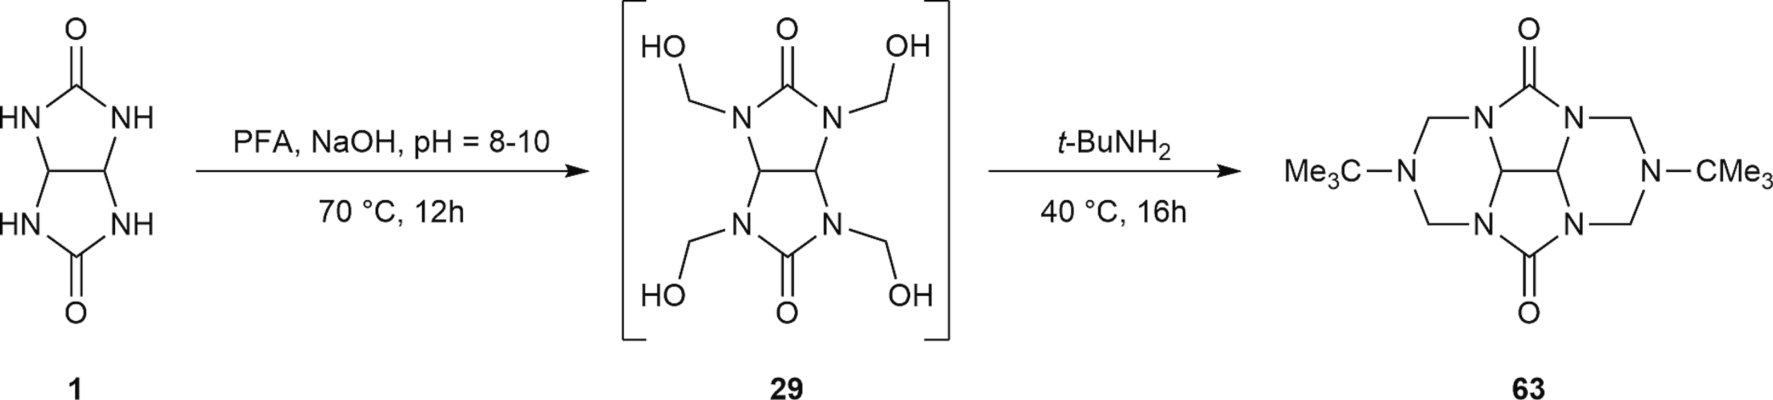 O
HN NH
HN NH
O
1
PFA, NaOH, pH = 8-10
70 °C, 12h
HO O OH
N N
N N
HO O OH
29
t-BuNH₂
40 °C, 16h
O
N N
Me₃C N N CMe₃
N N
O
63